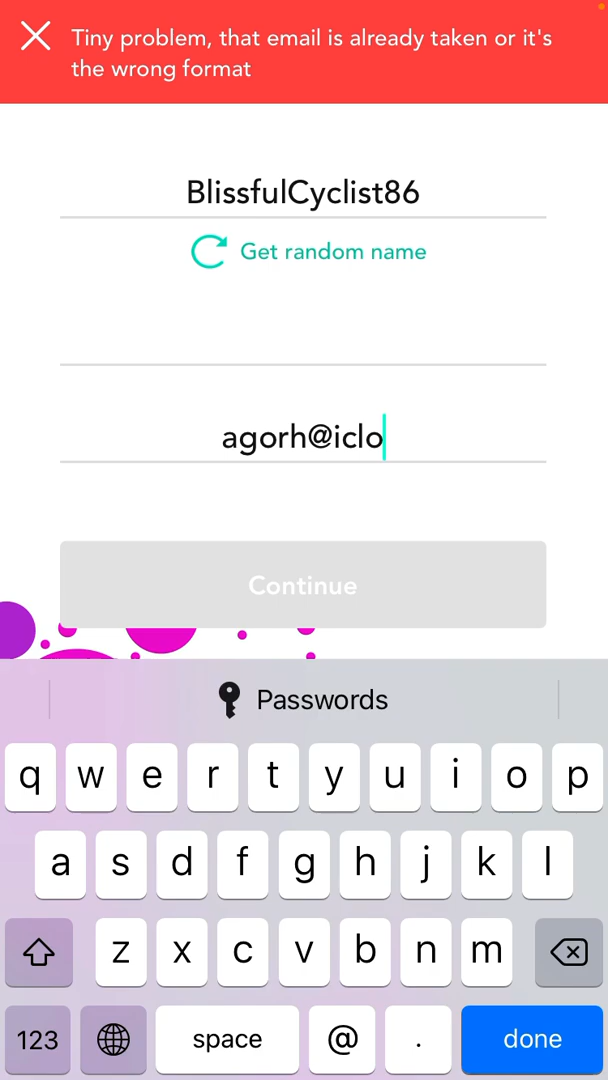 Tiny problem, that email is already taken or it's
the wrong format
BlissfulCyclist86
Get random name
agorh@iclo
Continue
Passwords
q w e r t y u i o p
a s d f g h j k l
z x c v b n m
123 space @ . done